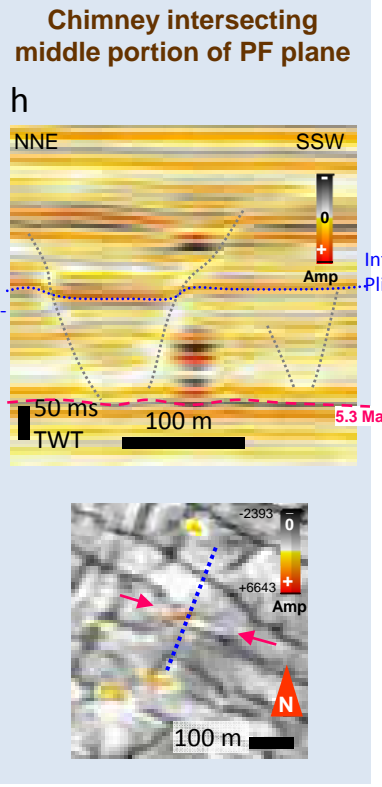 Chimney intersecting
middle portion of PF plane
h
NNE SSW
-
0
+
Amp
5.3 Ma
50 ms
TWT
100 m
-2393
0
+6643
+
Amp
N
100 m